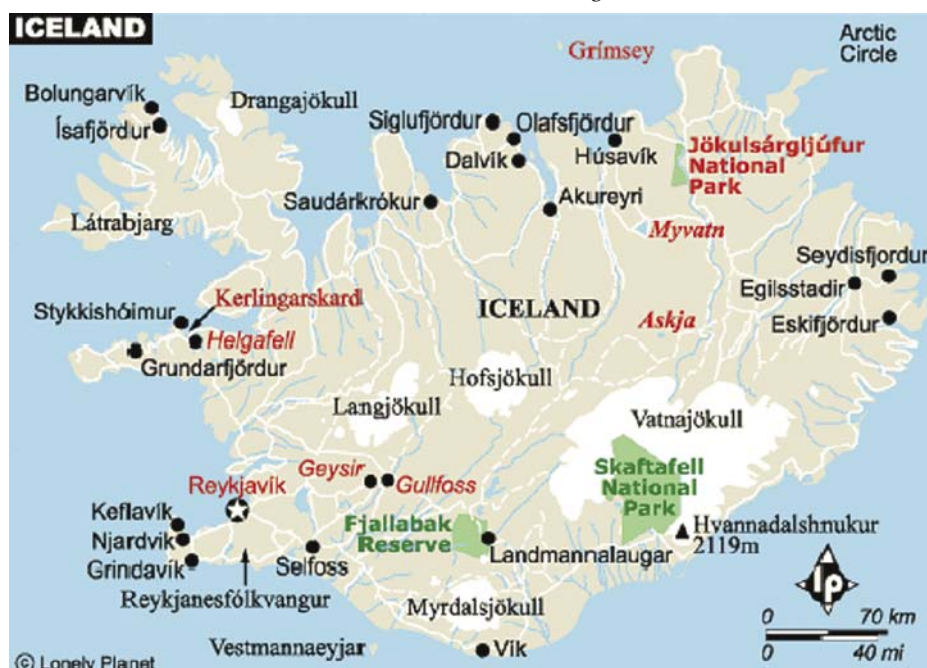 ICELAND
Arctic
Circle
Grímsey
Bolungarvík
Ísafjördur
Drangajökull
Siglufjördur
Olafsfjördur
Dalvík
Húsavík
Jökulsárgljúfur
National
Park
Saudárkrókur
Akureyri
Látrabjarg
Myvatn
Seydisfjordur
Egilsstadir
Eskifjördur
Stykkishóimur
Kerlingarskard
Helgafell
Grundarfjördur
ICELAND
Askja
Hofsjökull
Langjökull
Vatnajökull
Geysir
Gullfoss
Reykjavík
Skaftafell
National
Park
Keflavík
Njardvik
Grindavík
Fjallabak
Reserve
Landmannalaugar
Hvannadalshnukur
2119m
Selfoss
Reykjanesfólkvangur
Myrdalsjökull
Vestmannaeyjar
Vík
lp
0 70 km
0 40 mi
© Lonely Planet